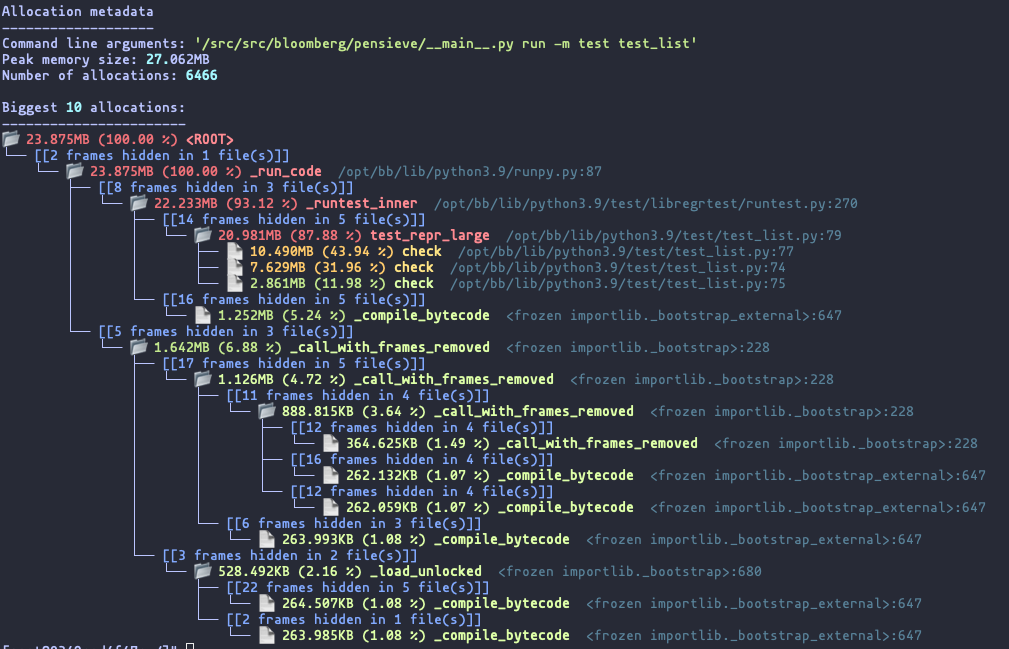 Allocation metadata
-------------------
Command line arguments: '/src/src/bloomberg/pensieve/__main__.py run -m test test_list'
Peak memory size: 27.062MB
Number of allocations: 6466
Biggest 10 allocations:
-----------------------
23.875MB (100.00 %) <ROOT>
[[2 frames hidden in 1 file(s)]]
23.875MB (100.00 %) _run_code /opt/bb/lib/python3.9/runpy.py:87
[[8 frames hidden in 3 file(s)]]
22.233MB (93.12 %) _runtest_inner /opt/bb/lib/python3.9/test/libregrtest/runtest.py:270
[[14 frames hidden in 5 file(s)]]
20.981MB (87.88 %) test_repr_large /opt/bb/lib/python3.9/test/test_list.py:79
10.490MB (43.94 %) check /opt/bb/lib/python3.9/test/test_list.py:77
7.629MB (31.96 %) check /opt/bb/lib/python3.9/test/test_list.py:74
2.861MB (11.98 %) check /opt/bb/lib/python3.9/test/test_list.py:75
[[16 frames hidden in 5 file(s)]]
1.252MB (5.24 %) _compile_bytecode <frozen importlib._bootstrap_external>:647
[[5 frames hidden in 3 file(s)]]
1.642MB (6.88 %) _call_with_frames_removed <frozen importlib._bootstrap>:228
[[17 frames hidden in 5 file(s)]]
1.126MB (4.72 %) _call_with_frames_removed <frozen importlib._bootstrap>:228
[[11 frames hidden in 4 file(s)]]
888.815KB (3.64 %) _call_with_frames_removed <frozen importlib._bootstrap>:228
[[12 frames hidden in 4 file(s)]]
364.625KB (1.49 %) _call_with_frames_removed <frozen importlib._bootstrap>:228
[[16 frames hidden in 4 file(s)]]
262.132KB (1.07 %) _compile_bytecode <frozen importlib._bootstrap_external>:647
[[12 frames hidden in 4 file(s)]]
262.059KB (1.07 %) _compile_bytecode <frozen importlib._bootstrap_external>:647
[[6 frames hidden in 3 file(s)]]
263.993KB (1.08 %) _compile_bytecode <frozen importlib._bootstrap_external>:647
[[3 frames hidden in 2 file(s)]]
528.492KB (2.16 %) _load_unlocked <frozen importlib._bootstrap>:680
[[22 frames hidden in 5 file(s)]]
264.507KB (1.08 %) _compile_bytecode <frozen importlib._bootstrap_external>:647
[[2 frames hidden in 1 file(s)]]
263.985KB (1.08 %) _compile_bytecode <frozen importlib._bootstrap_external>:647